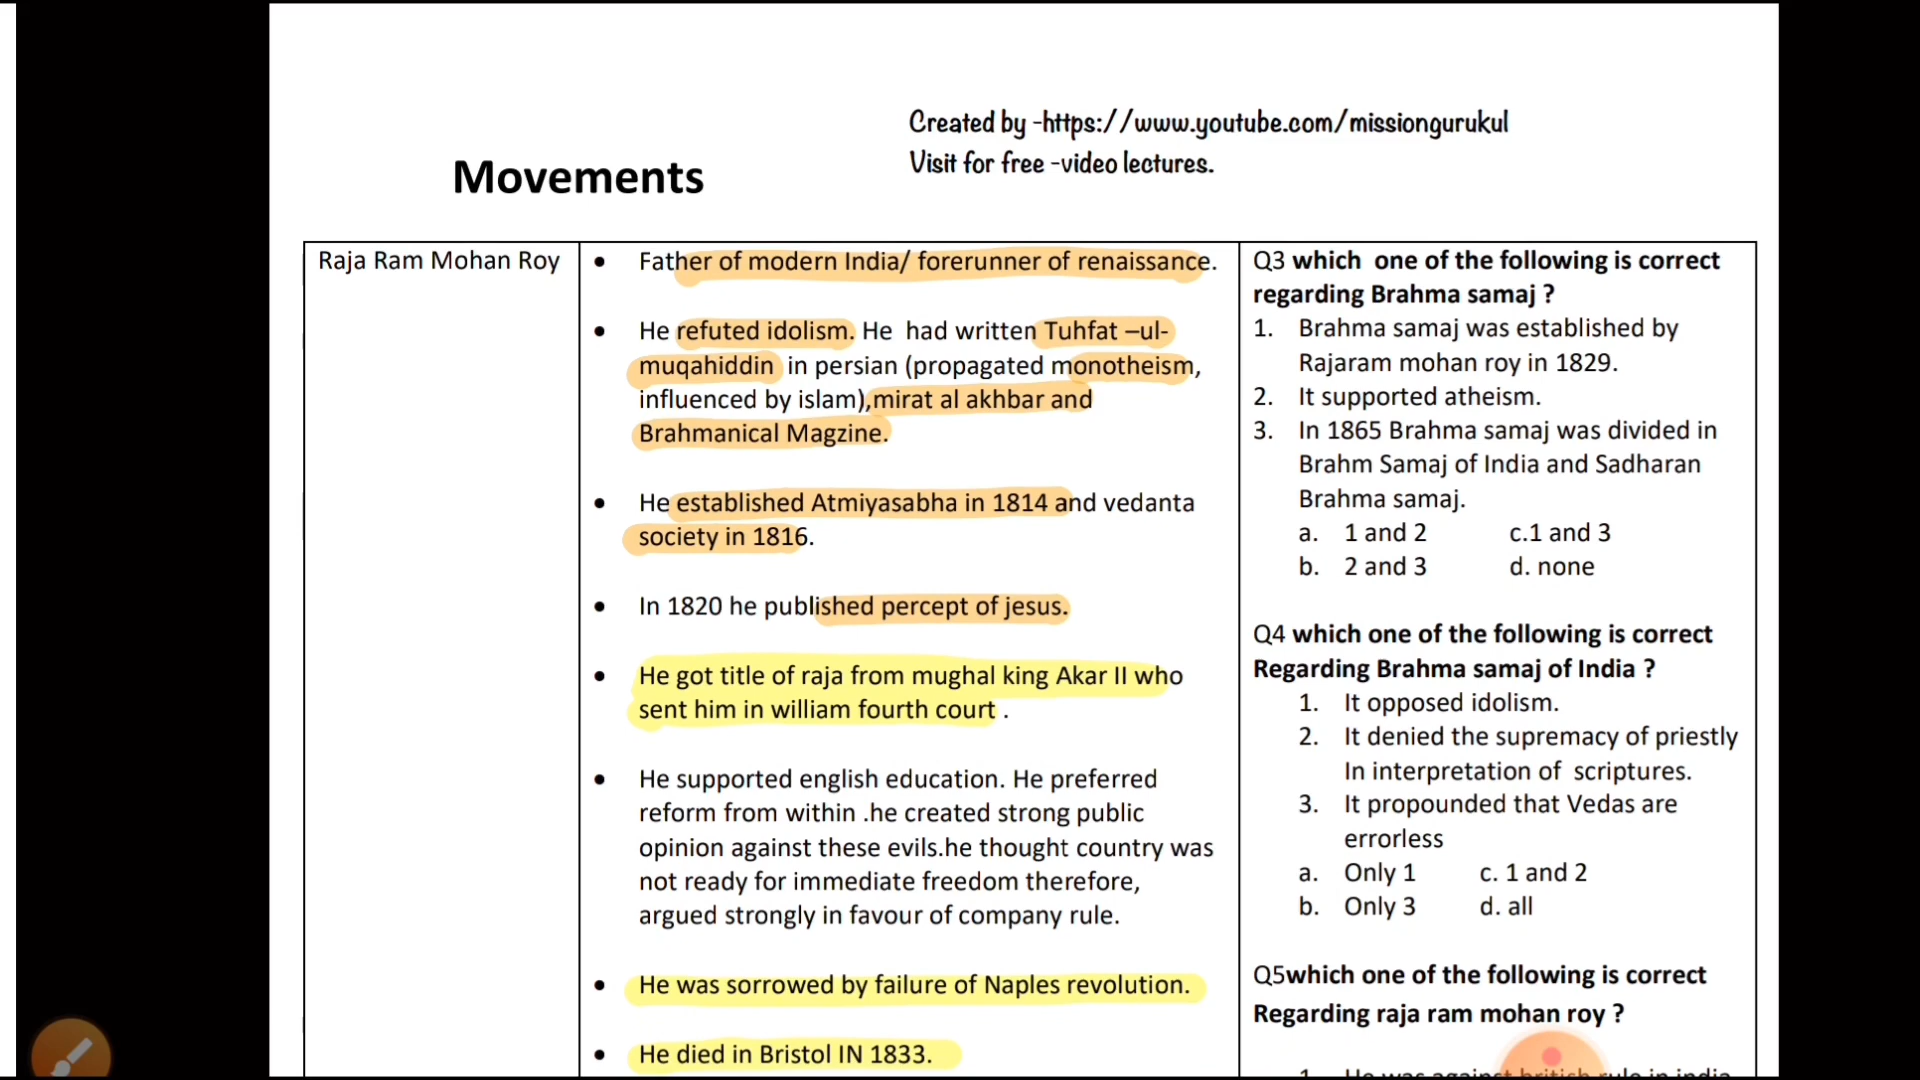 Created by -https://www.youtube.com/missiongurukul
Visit for free -video lectures.
Movements
Raja Ram Mohan Roy
• Father of modern India/ forerunner of renaissance.
• He refuted idolism. He had written Tuhfat –ul-
muqahiddin in persian (propagated monotheism,
influenced by islam),mirat al akhbar and
Brahmanical Magzine.
• He established Atmiyasabha in 1814 and vedanta
society in 1816.
• In 1820 he published percept of jesus.
• He got title of raja from mughal king Akar II who
sent him in william fourth court .
• He supported english education. He preferred
reform from within .he created strong public
opinion against these evils.he thought country was
not ready for immediate freedom therefore,
argued strongly in favour of company rule.
• He was sorrowed by failure of Naples revolution.
• He died in Bristol IN 1833.
Q3 which one of the following is correct
regarding Brahma samaj ?
1. Brahma samaj was established by
Rajaram mohan roy in 1829.
2. It supported atheism.
3. In 1865 Brahma samaj was divided in
Brahm Samaj of India and Sadharan
Brahma samaj.
a. 1 and 2 c.1 and 3
b. 2 and 3 d. none
Q4 which one of the following is correct
Regarding Brahma samaj of India ?
1. It opposed idolism.
2. It denied the supremacy of priestly
In interpretation of scriptures.
3. It propounded that Vedas are
errorless
a. Only 1 c. 1 and 2
b. Only 3 d. all
Q5which one of the following is correct
Regarding raja ram mohan roy ?
1. He was against british rule in india